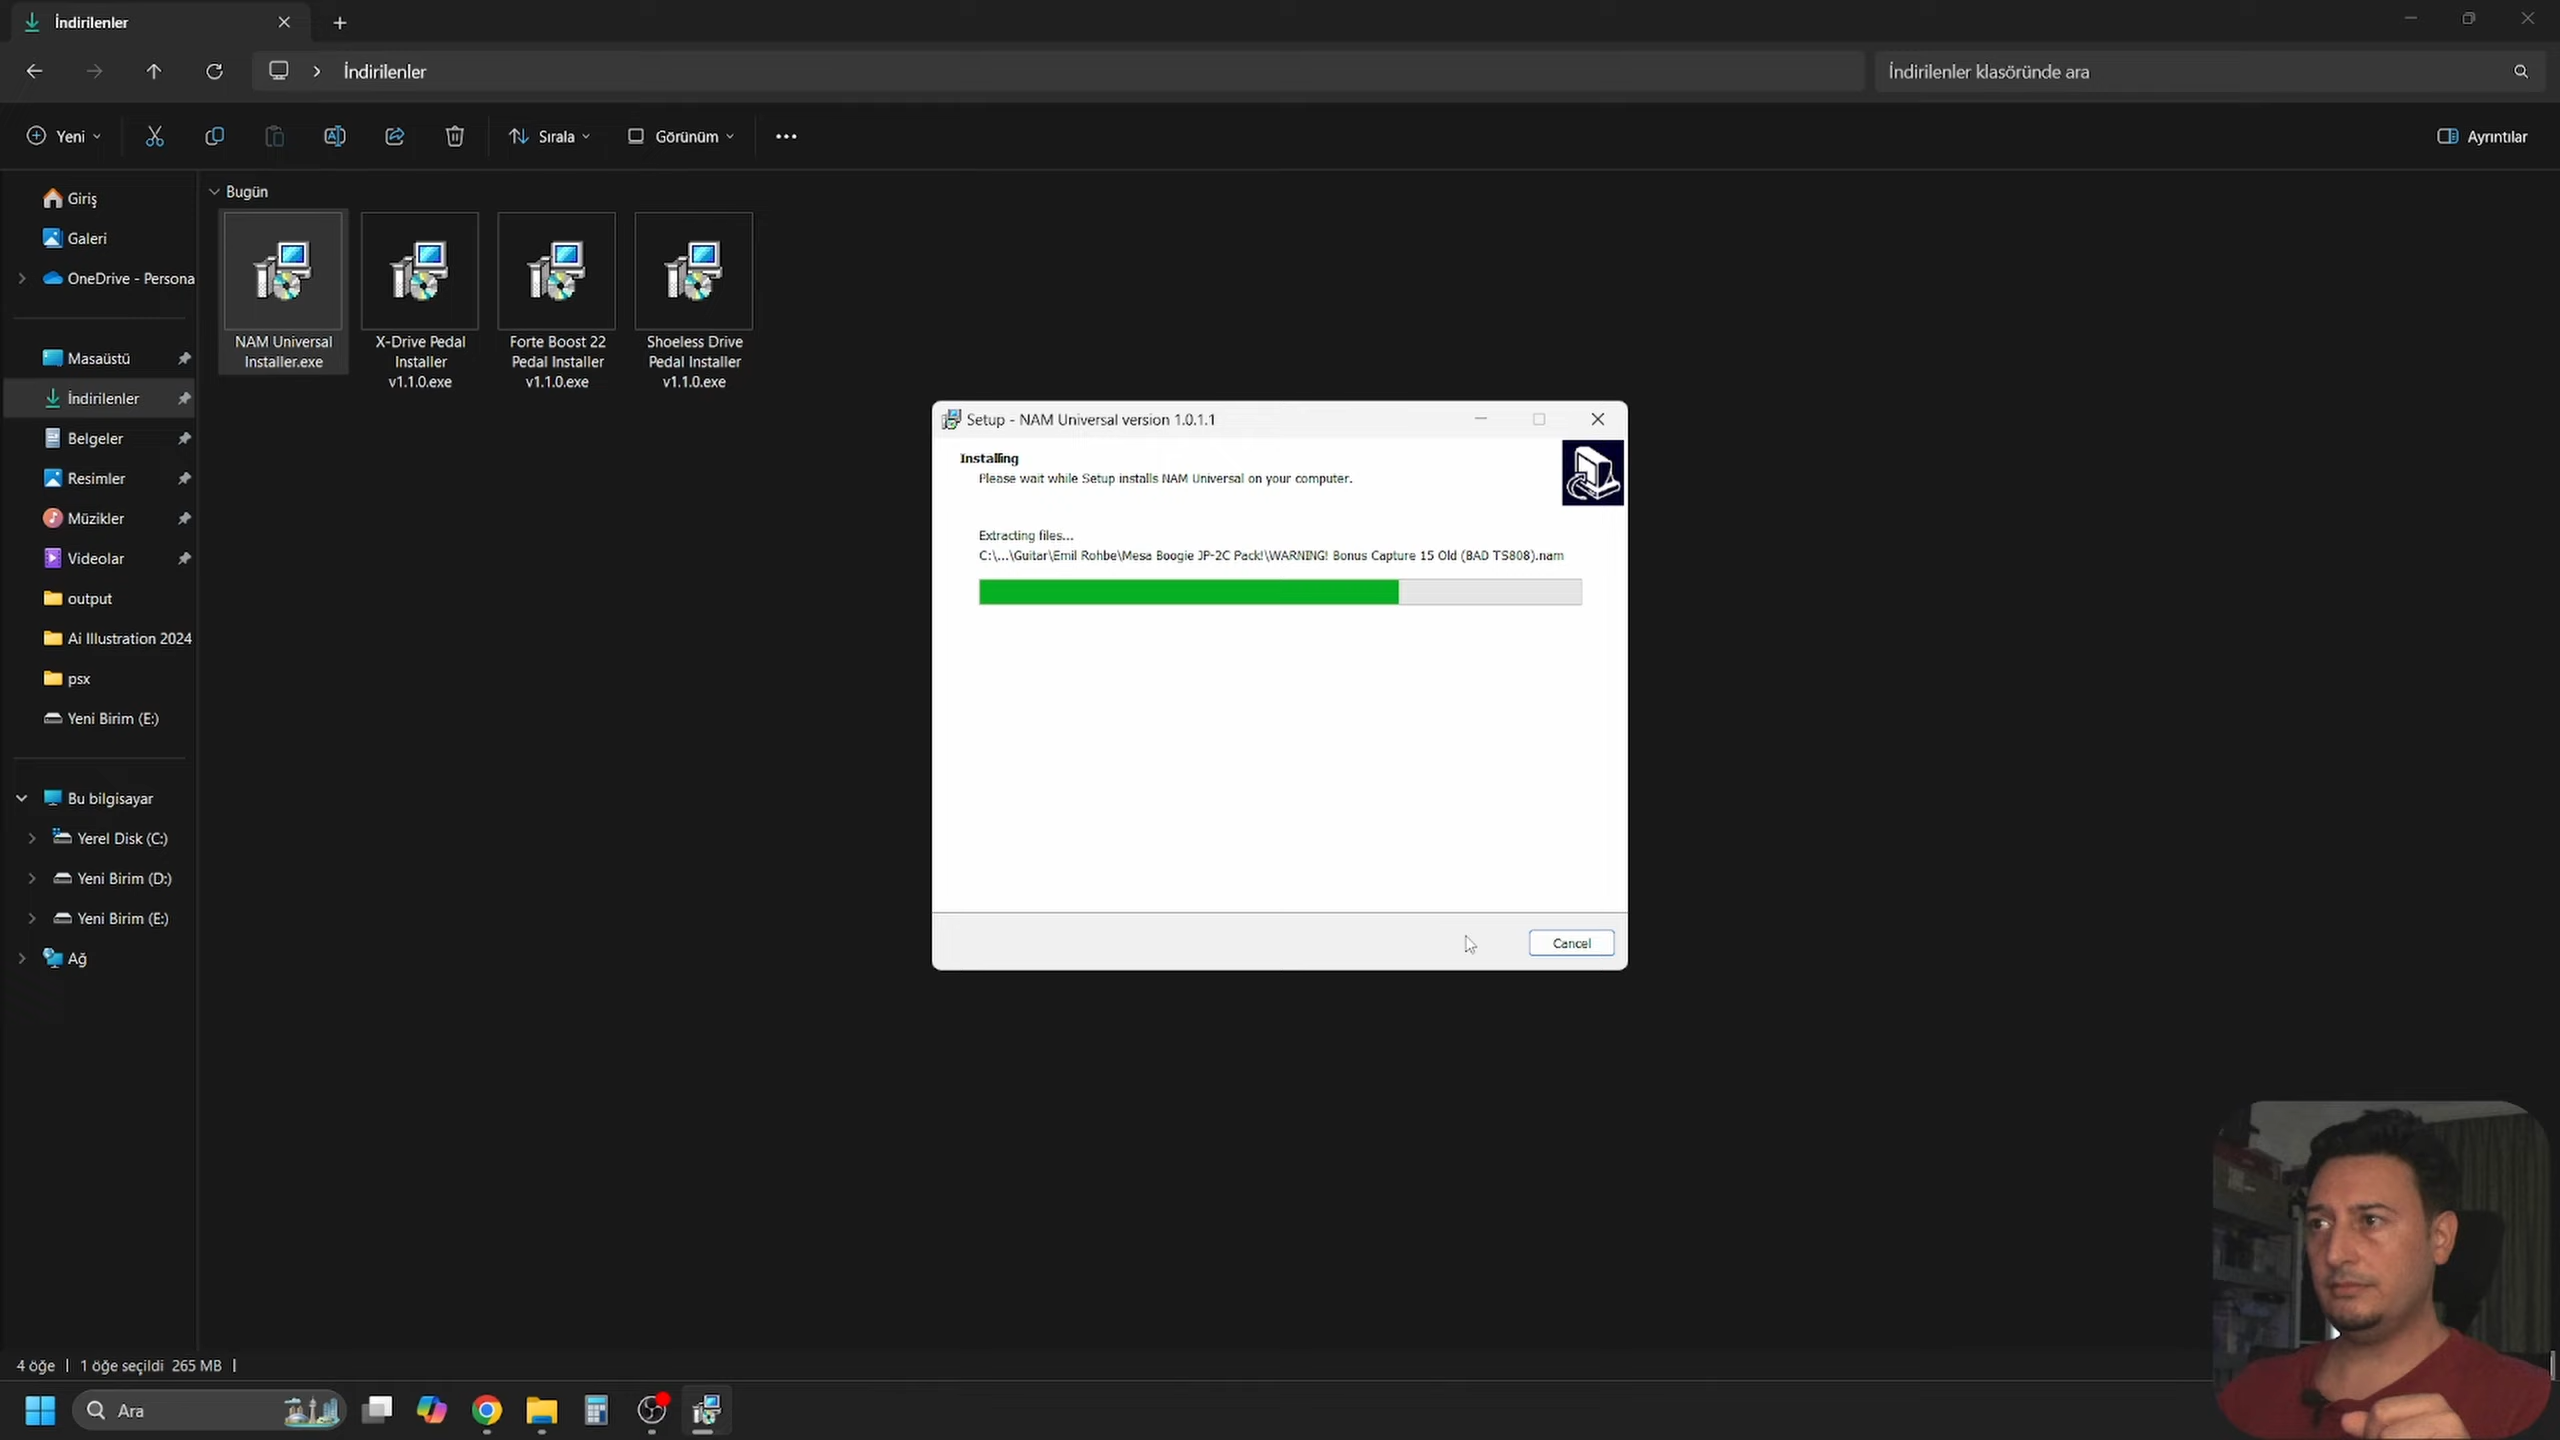 İndirilenler
İndirilenler
İndirilenler klasöründe ara
Yeni
Sırala
Görünüm
Ayrıntılar
Giriş
Galeri
OneDrive - Persona
Masaüstü
İndirilenler
Belgeler
Resimler
Müzikler
Videolar
output
Ai Illustration 2024
psx
Yeni Birim (E:)
Bu bilgisayar
Yerel Disk (C:)
Yeni Birim (D:)
Yeni Birim (E:)
Ağ
Bugün
NAM Universal
Installer.exe
X-Drive Pedal
Installer
v1.1.0.exe
Forte Boost 22
Pedal Installer
v1.1.0.exe
Shoeless Drive
Pedal Installer
v1.1.0.exe
Setup - NAM Universal version 1.0.1.1
Installing
Please wait while Setup installs NAM Universal on your computer.
Extracting files...
C:\...\Guitar\Emil Rohbe\Mesa Boogie JP-2C Pack!\WARNING! Bonus Capture 15 Old (BAD TS808).nam
Cancel
4 öğe
1 öğe seçildi 265 MB
Ara